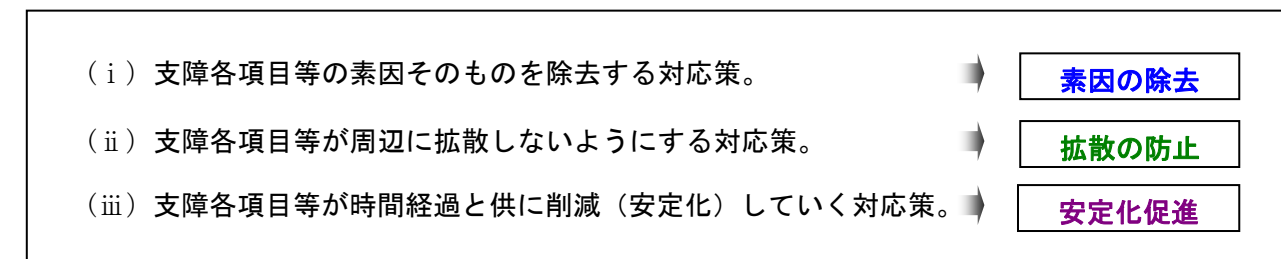 （ⅰ）支障各項目等の素因そのものを除去する対応策。 素因の除去
（ⅱ）支障各項目等が周辺に拡散しないようにする対応策。 拡散の防止
（ⅲ）支障各項目等が時間経過と供に削減（安定化）していく対応策。 安定化促進